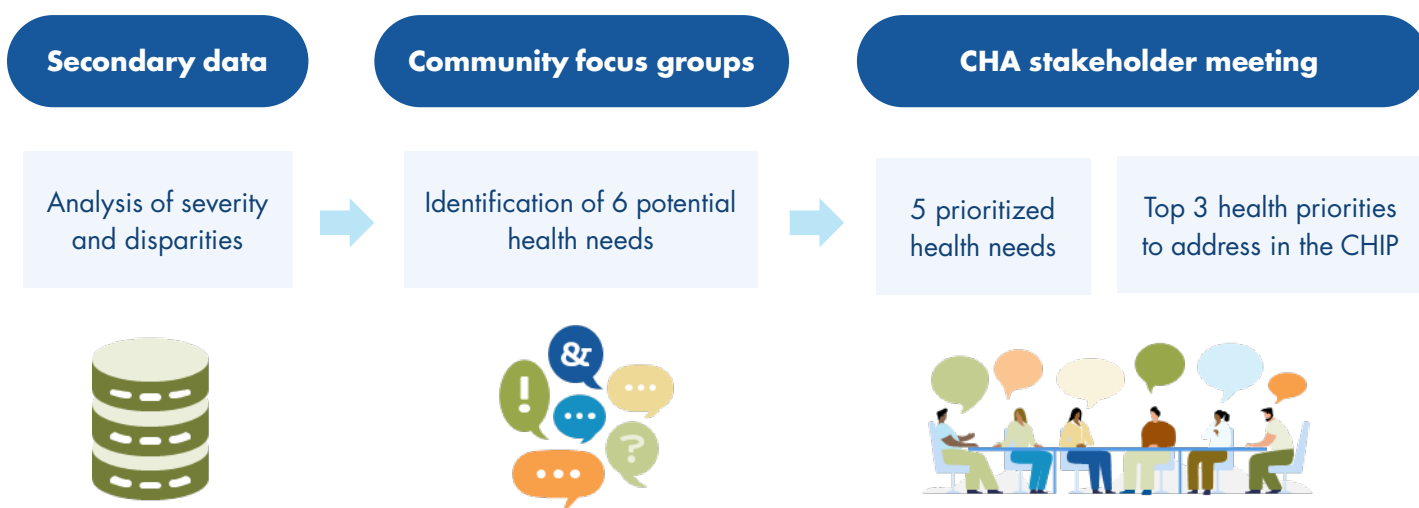 Secondary data
Community focus groups
CHA stakeholder meeting
Analysis of severity
and disparities
Identification of 6 potential
health needs
5 prioritized
health needs
Top 3 health priorities
to address in the CHIP
&
!
...
...
?
...